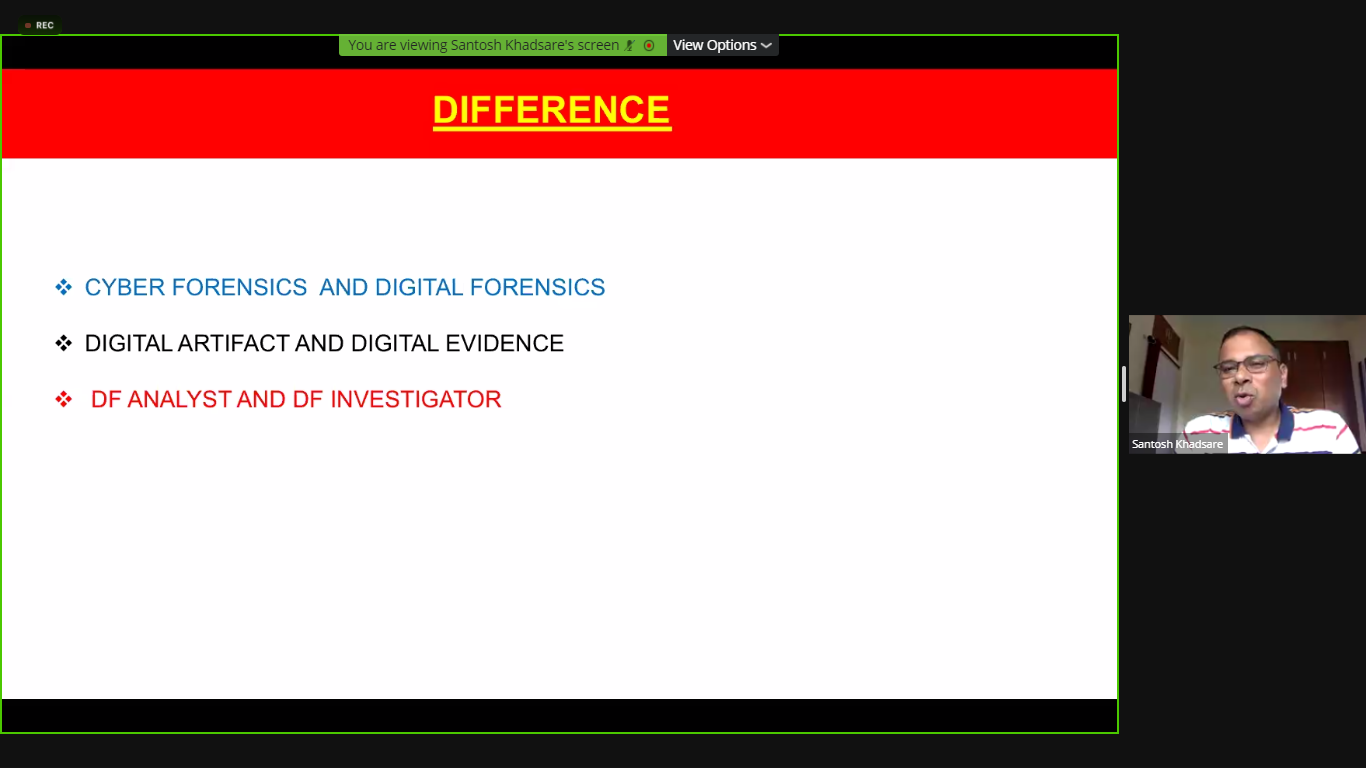 REC
You are viewing Santosh Khadsare's screen
View Options
DIFFERENCE
CYBER FORENSICS AND DIGITAL FORENSICS
DIGITAL ARTIFACT AND DIGITAL EVIDENCE
DF ANALYST AND DF INVESTIGATOR
Santosh Khadsare